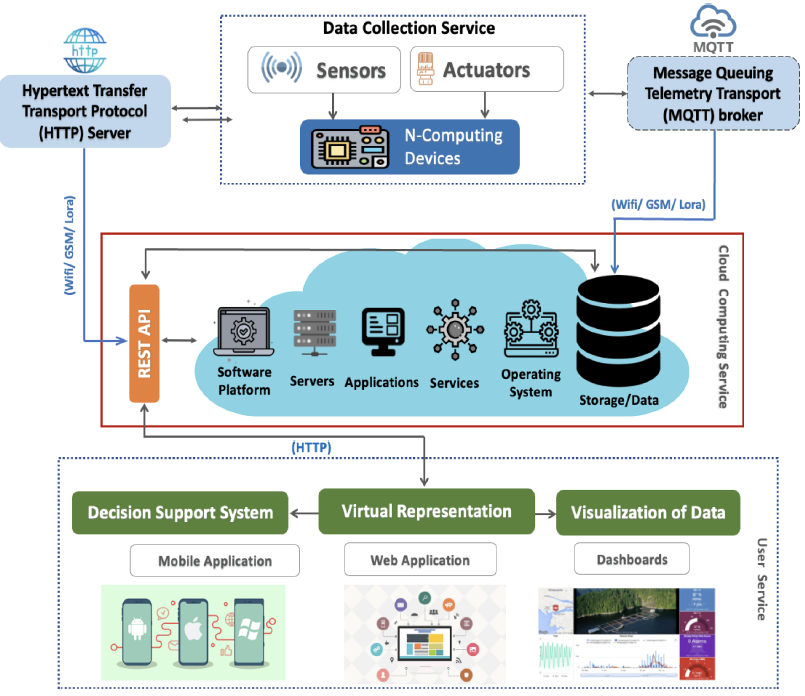 Data Collection Service
http
MQTT
Sensors
Actuators
Hypertext Transfer
Transport Protocol
(HTTP) Server
Message Queuing
Telemetry Transport
(MQTT) broker
N-Computing
Devices
(Wifi/ GSM/ Lora)
(Wifi/ GSM/ Lora)
Cloud Computing Service
REST API
Software
Platform
Servers
Applications
Services
Operating
System
Storage/Data
(HTTP)
User Service
Decision Support System
Virtual Representation
Visualization of Data
Mobile Application
Web Application
Dashboards